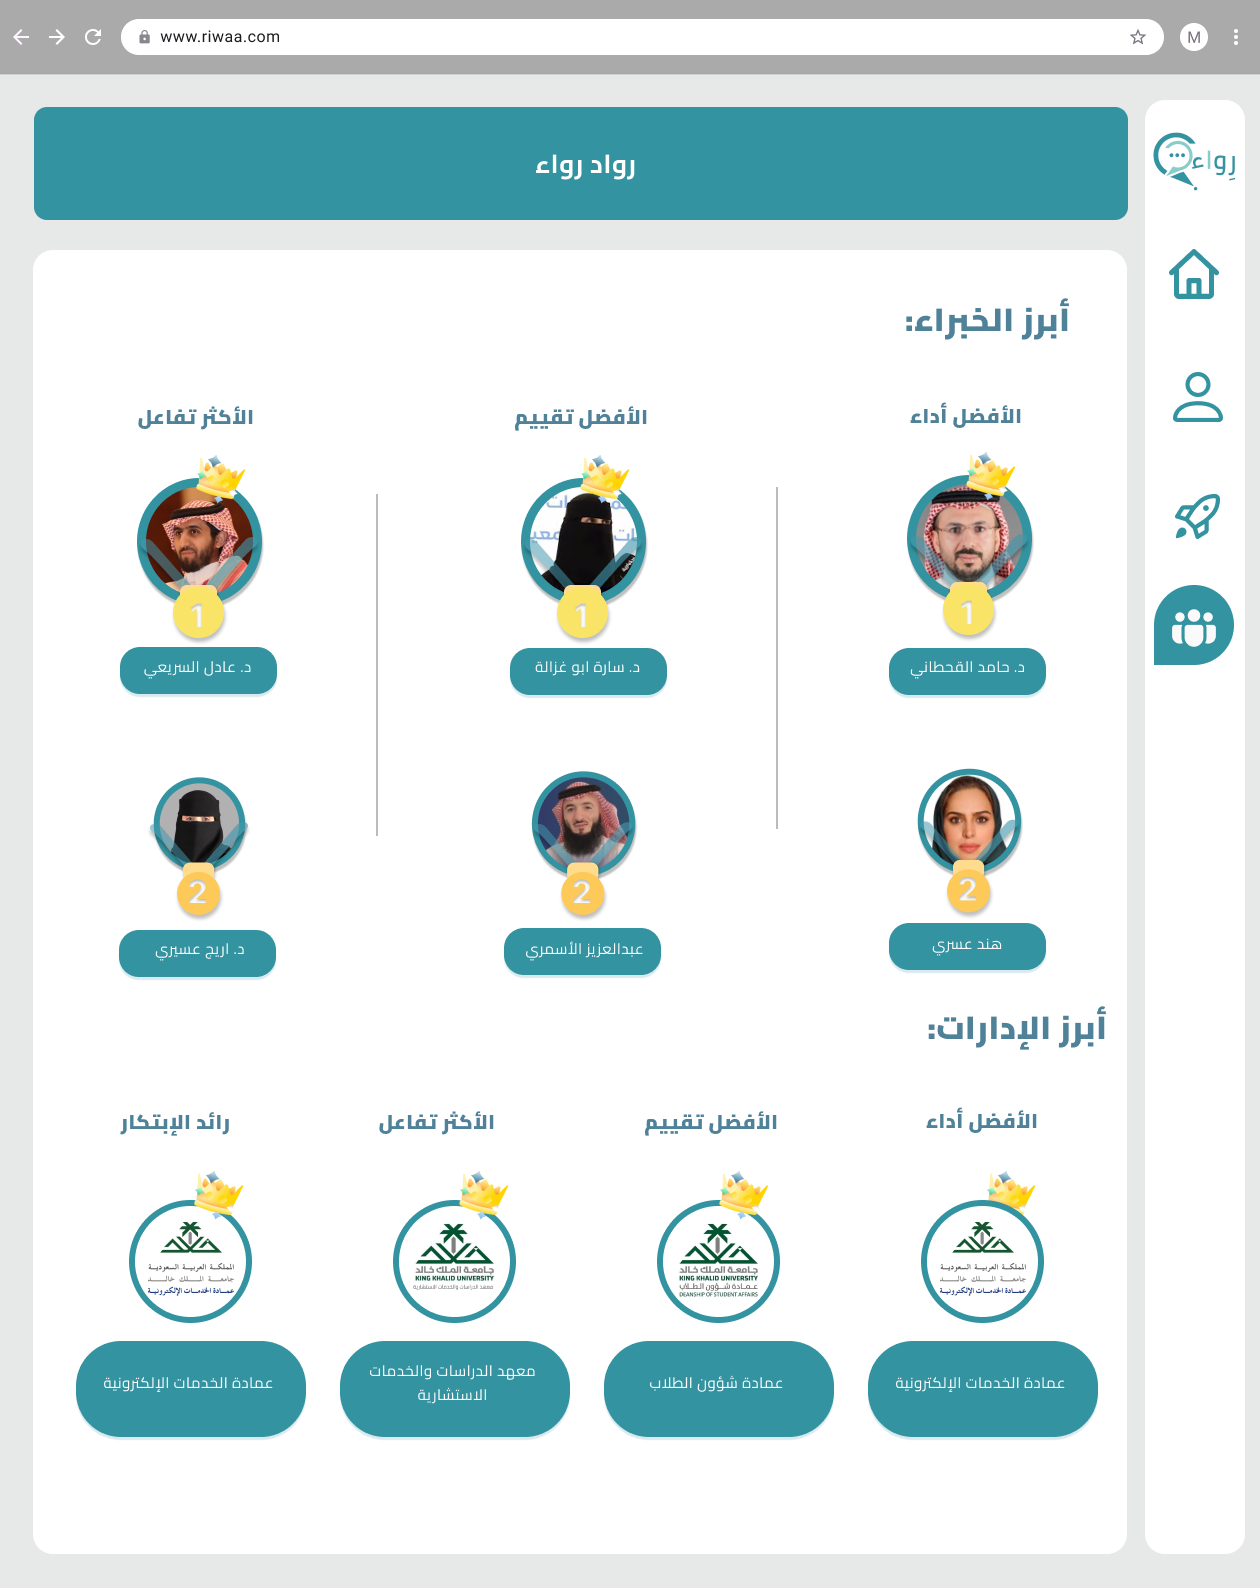 www.riwaa.com
M
رِواء
رواد رواء
أبرز الخبراء:
الأفضل أداء
الأفضل تقييم
الأكثر تفاعل
1
1
1
د. حامد القحطاني
د. سارة ابو غزالة
د. عادل السريعي
2
2
2
هند عسري
عبدالعزيز الأسمري
د. اريج عسيري
أبرز الإدارات:
الأفضل أداء
الأفضل تقييم
الأكثر تفاعل
رائد الإبتكار
المملكة العربية السعودية
جامعة الملك خالد
عمادة الخدمات الإلكترونية
جامعة الملك خالد
KING KHALID UNIVERSITY
عمادة شؤون الطلاب
DEANSHIP OF STUDENT AFFAIRS
جامعة الملك خالد
KING KHALID UNIVERSITY
معهد الدراسات والخدمات الاستشارية
المملكة العربية السعودية
جامعة الملك خالد
عمادة الخدمات الإلكترونية
عمادة الخدمات الإلكترونية
عمادة شؤون الطلاب
معهد الدراسات والخدمات
الاستشارية
عمادة الخدمات الإلكترونية